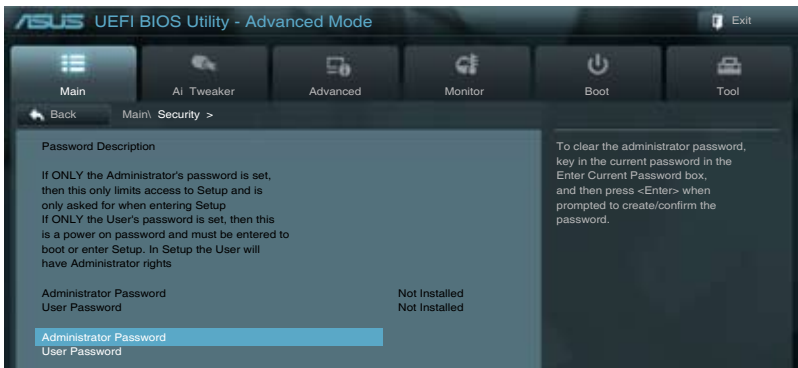 ASUS UEFI BIOS Utility - Advanced Mode
Exit
Main
Ai Tweaker
Advanced
Monitor
Boot
Tool
Back
Main\ Security >
Password Description
If ONLY the Administrator's password is set,
then this only limits access to Setup and is
only asked for when entering Setup
If ONLY the User's password is set, then this
is a power on password and must be entered to
boot or enter Setup. In Setup the User will
have Administrator rights
Administrator Password Not Installed
User Password Not Installed
Administrator Password
User Password
To clear the administrator password,
key in the current password in the
Enter Current Password box,
and then press <Enter> when
prompted to create/confirm the
password.